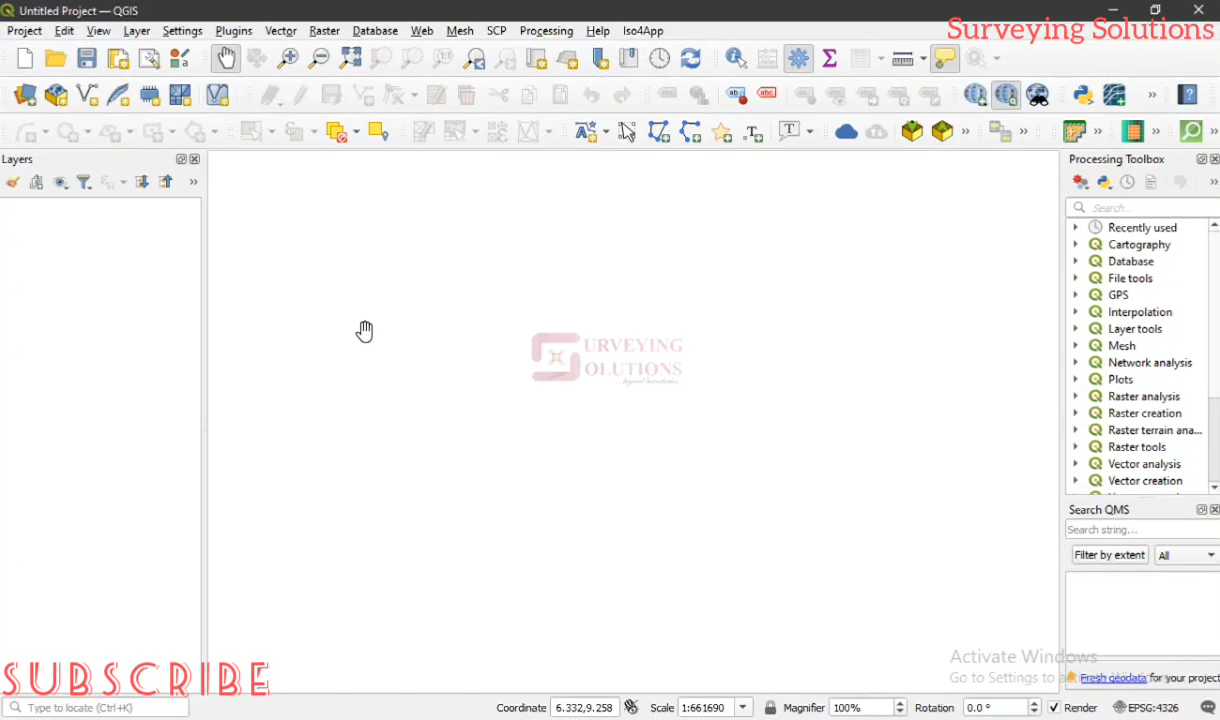 Untitled Project — QGIS
Project Edit View Layer Settings Plugins Vector Raster Database Web Mesh SCP Processing Help Iso4App
Surveying Solutions
Layers
Processing Toolbox
Search...
Recently used
Cartography
Database
File tools
GPS
Interpolation
Layer tools
Mesh
Network analysis
Plots
Raster analysis
Raster creation
Raster terrain ana...
Raster tools
Vector analysis
Vector creation
URVEYING
OLUTIONS
...beyond boundaries
Search QMS
Search string...
Filter by extent All
Activate Windows
Go to Settings to
Fresh geodata for your project
SUBSCRIBE
Type to locate (Ctrl+K)
Coordinate 6.332,9.258 Scale 1:661690 Magnifier 100% Rotation 0.0 ° Render EPSG:4326